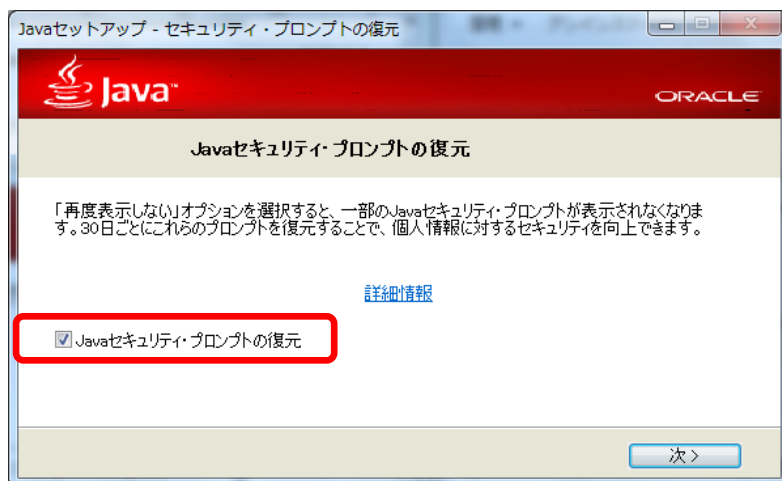 Javaセットアップ - セキュリティ・プロンプトの復元
Java™
ORACLE
Javaセキュリティ・プロンプトの復元
「再度表示しない」オプションを選択すると、一部のJavaセキュリティ・プロンプトが表示されなくなりま
す。30日ごとにこれらのプロンプトを復元することで、個人情報に対するセキュリティを向上できます。
詳細情報
Javaセキュリティ・プロンプトの復元
次 >